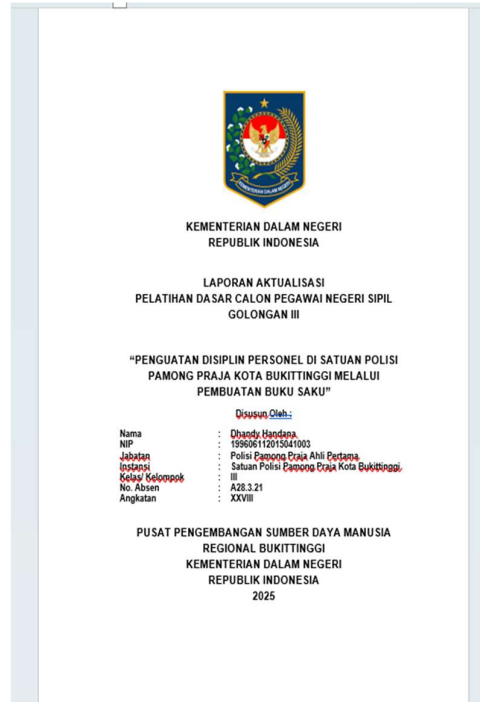 KEMENTERIAN DALAM NEGERI
KEMENTERIAN DALAM NEGERI
REPUBLIK INDONESIA
LAPORAN AKTUALISASI
PELATIHAN DASAR CALON PEGAWAI NEGERI SIPIL
GOLONGAN III
“PENGUATAN DISIPLIN PERSONEL DI SATUAN POLISI
PAMONG PRAJA KOTA BUKITTINGGI MELALUI
PEMBUATAN BUKU SAKU”
Disusun Oleh :
Nama : Dhandy Handana
NIP : 199606112015041003
Jabatan : Polisi Pamong Praja Ahli Pertama
Instansi : Satuan Polisi Pamong Praja Kota Bukittinggi
Kelas/ Kelompok : III
No. Absen : A28.3.21
Angkatan : XXVIII
PUSAT PENGEMBANGAN SUMBER DAYA MANUSIA
REGIONAL BUKITTINGGI
KEMENTERIAN DALAM NEGERI
REPUBLIK INDONESIA
2025